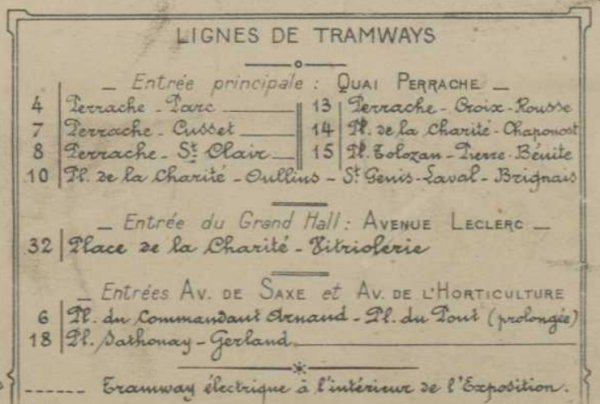 LIGNES DE TRAMWAYS
_ Entrée principale : QUAI PERRACHE _
4 Perrache - Parc
13 Perrache - Croix-Rousse
7 Perrache - Cusset
14 Pl. de la Charité - Chaponost
8 Perrache - St Clair
15 Pl. Tolozan - Pierre-Bénite
10 Pl. de la Charité - Oullins - St Genis-Laval - Brignais
_ Entrée du Grand Hall : AVENUE LECLERC _
32 Place de la Charité - Vitriolerie
_ Entrées AV. DE SAXE et AV. DE L'HORTICULTURE
6 Pl. du Commandant Arnaud - Pl. du Pont (prolongée)
18 Pl. Sathonay - Gerland
------ Tramway électrique à l'intérieur de l'Exposition.